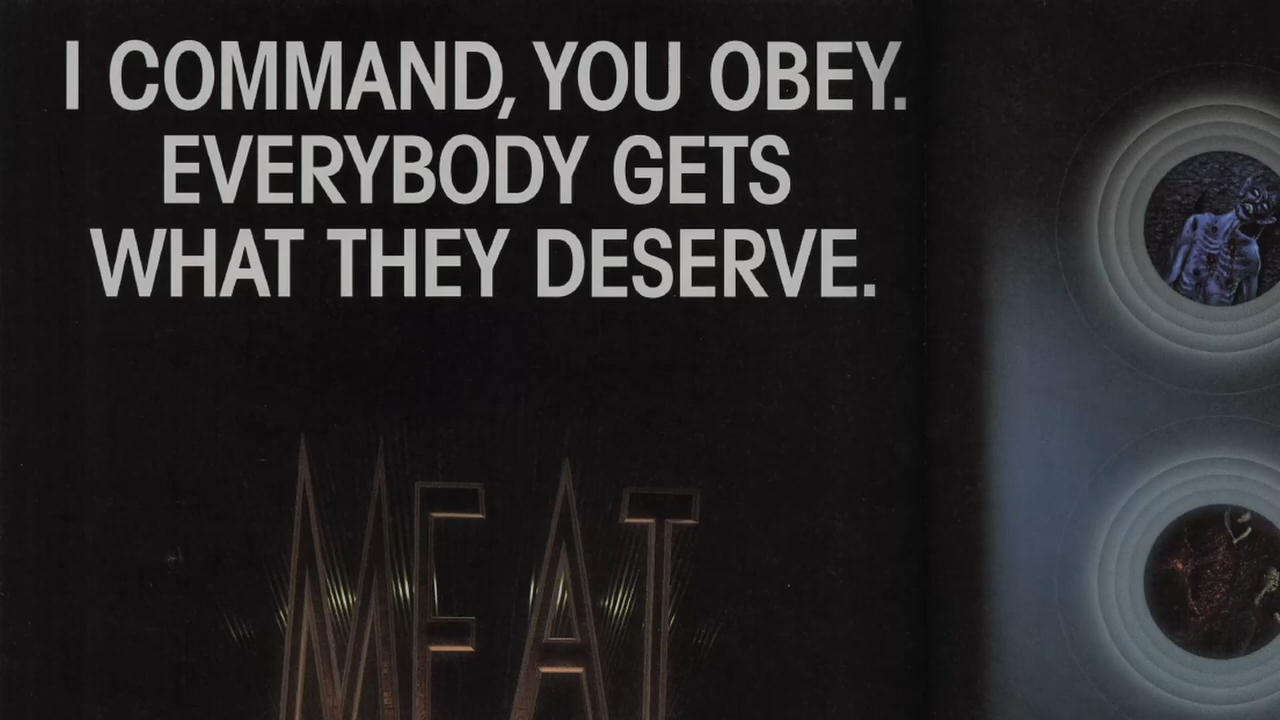 I COMMAND, YOU OBEY.
EVERYBODY GETS
WHAT THEY DESERVE.
MEAT